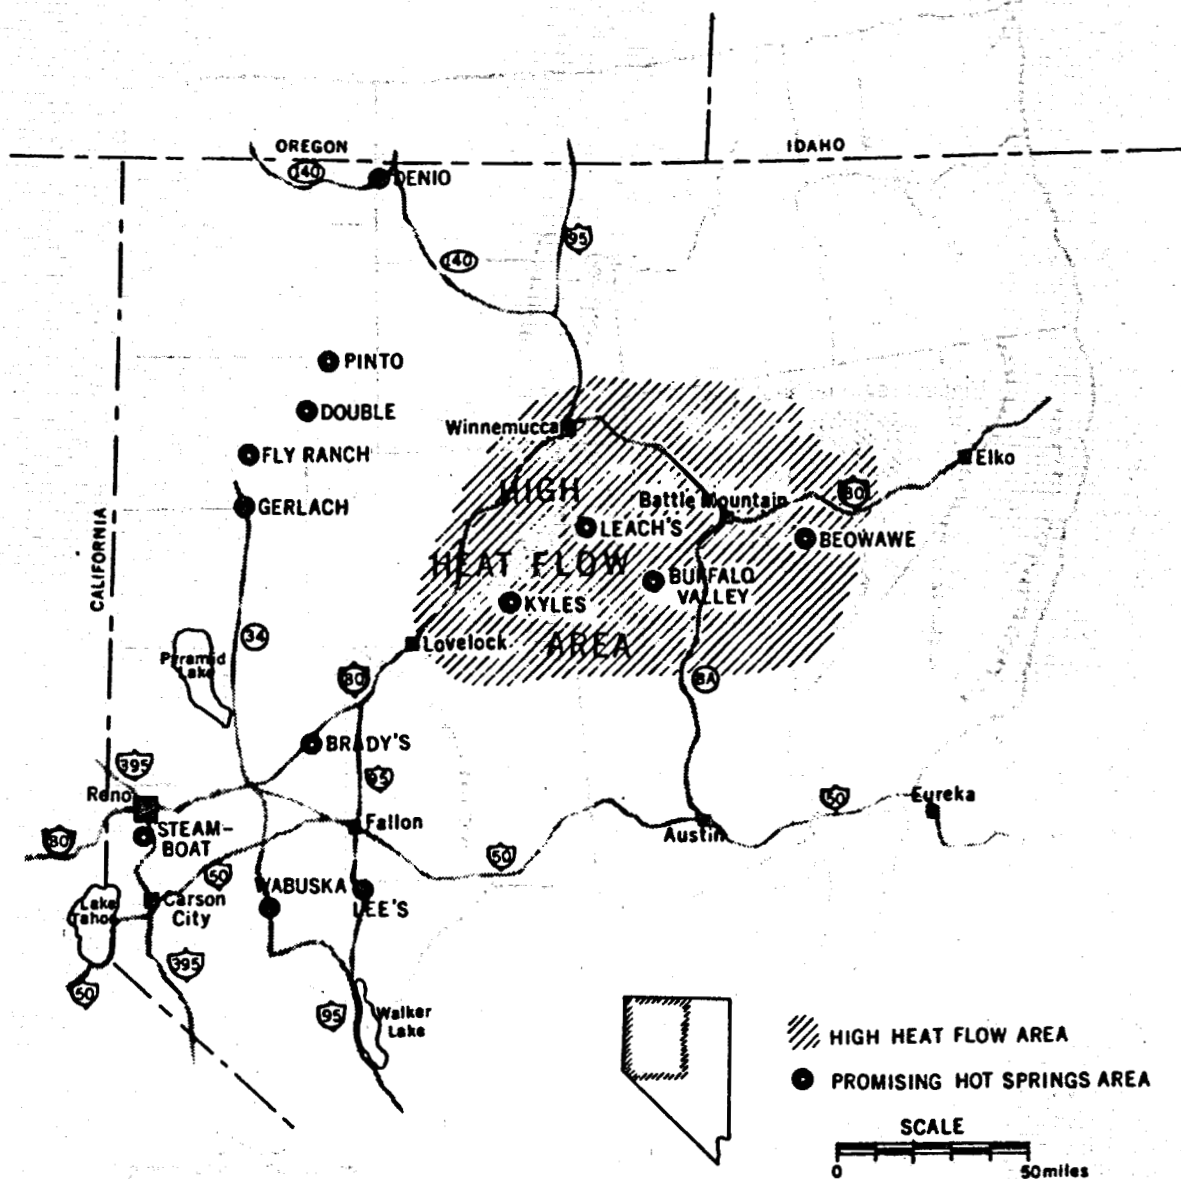 OREGON
IDAHO
140
DENIO
95
140
PINTO
DOUBLE
Winnemucca
FLY RANCH
Elko
HIGH
80
Battle Mountain
GERLACH
LEACH'S
BEOWAWE
CALIFORNIA
HEAT FLOW
BUFFALO
VALLEY
KYLES
34
AREA
Lovelock
Pyramid
Lake
80
8A
BRADY'S
395
95
Reno
50
Eureka
Fallon
STEAM-
BOAT
Austin
80
50
50
WABUSKA
LEE'S
Carson
City
Lake
Tahoe
395
50
95
Walker
Lake
HIGH HEAT FLOW AREA
PROMISING HOT SPRINGS AREA
SCALE
0
50 miles